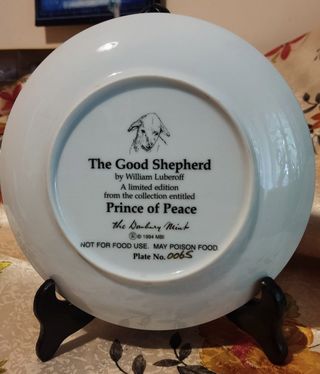 The Good Shepherd
by William Luberoff
A limited edition
from the collection entitled
Prince of Peace
The Danbury Mint
© 1994 MBI
NOT FOR FOOD USE. MAY POISON FOOD.
Plate No. 0065